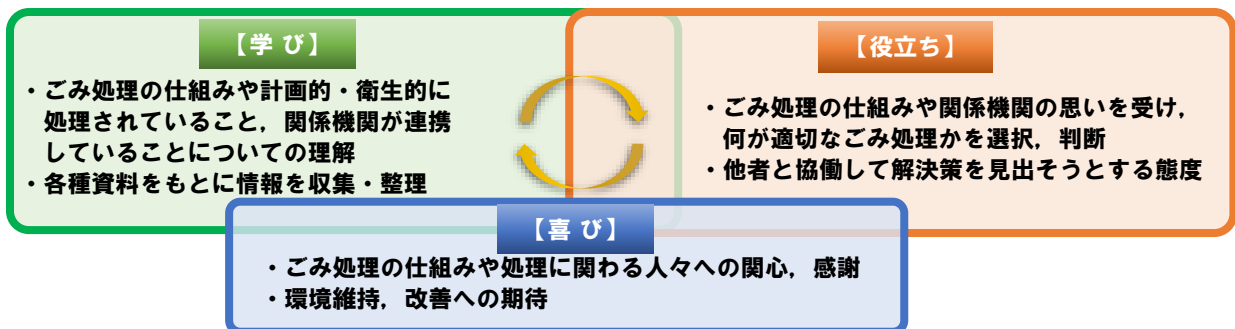 【学 び】
・ごみ処理の仕組みや計画的・衛生的に
処理されていること，関係機関が連携
していることについての理解
・各種資料をもとに情報を収集・整理
【役立ち】
・ごみ処理の仕組みや関係機関の思いを受け，
何が適切なごみ処理かを選択，判断
・他者と協働して解決策を見出そうとする態度
【喜 び】
・ごみ処理の仕組みや処理に関わる人々への関心，感謝
・環境維持，改善への期待